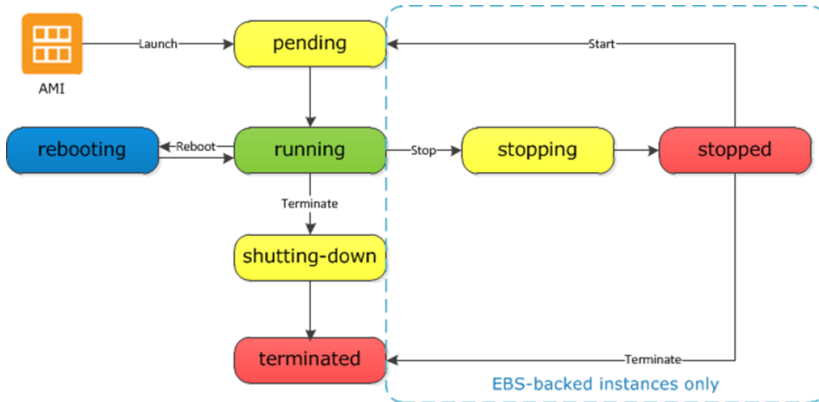 Launch
pending
Start
AMI
rebooting
Reboot
running
Stop
stopping
stopped
Terminate
shutting-down
terminated
Terminate
EBS-backed instances only